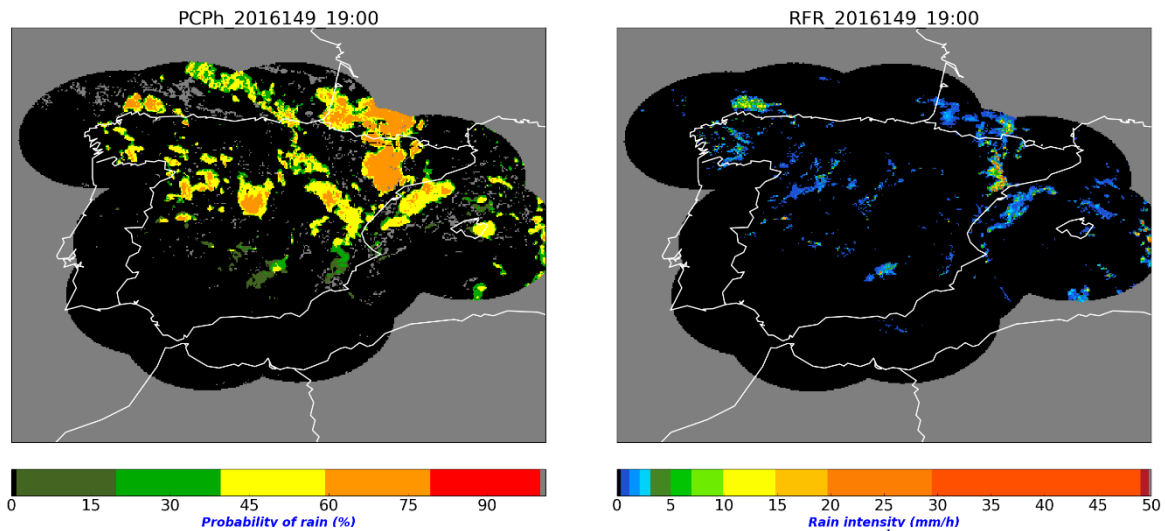 PCPh_2016149_19:00
RFR_2016149_19:00
0 15 30 45 60 75 90
Probability of rain (%)
0 5 10 15 20 25 30 35 40 45 50
Rain intensity (mm/h)